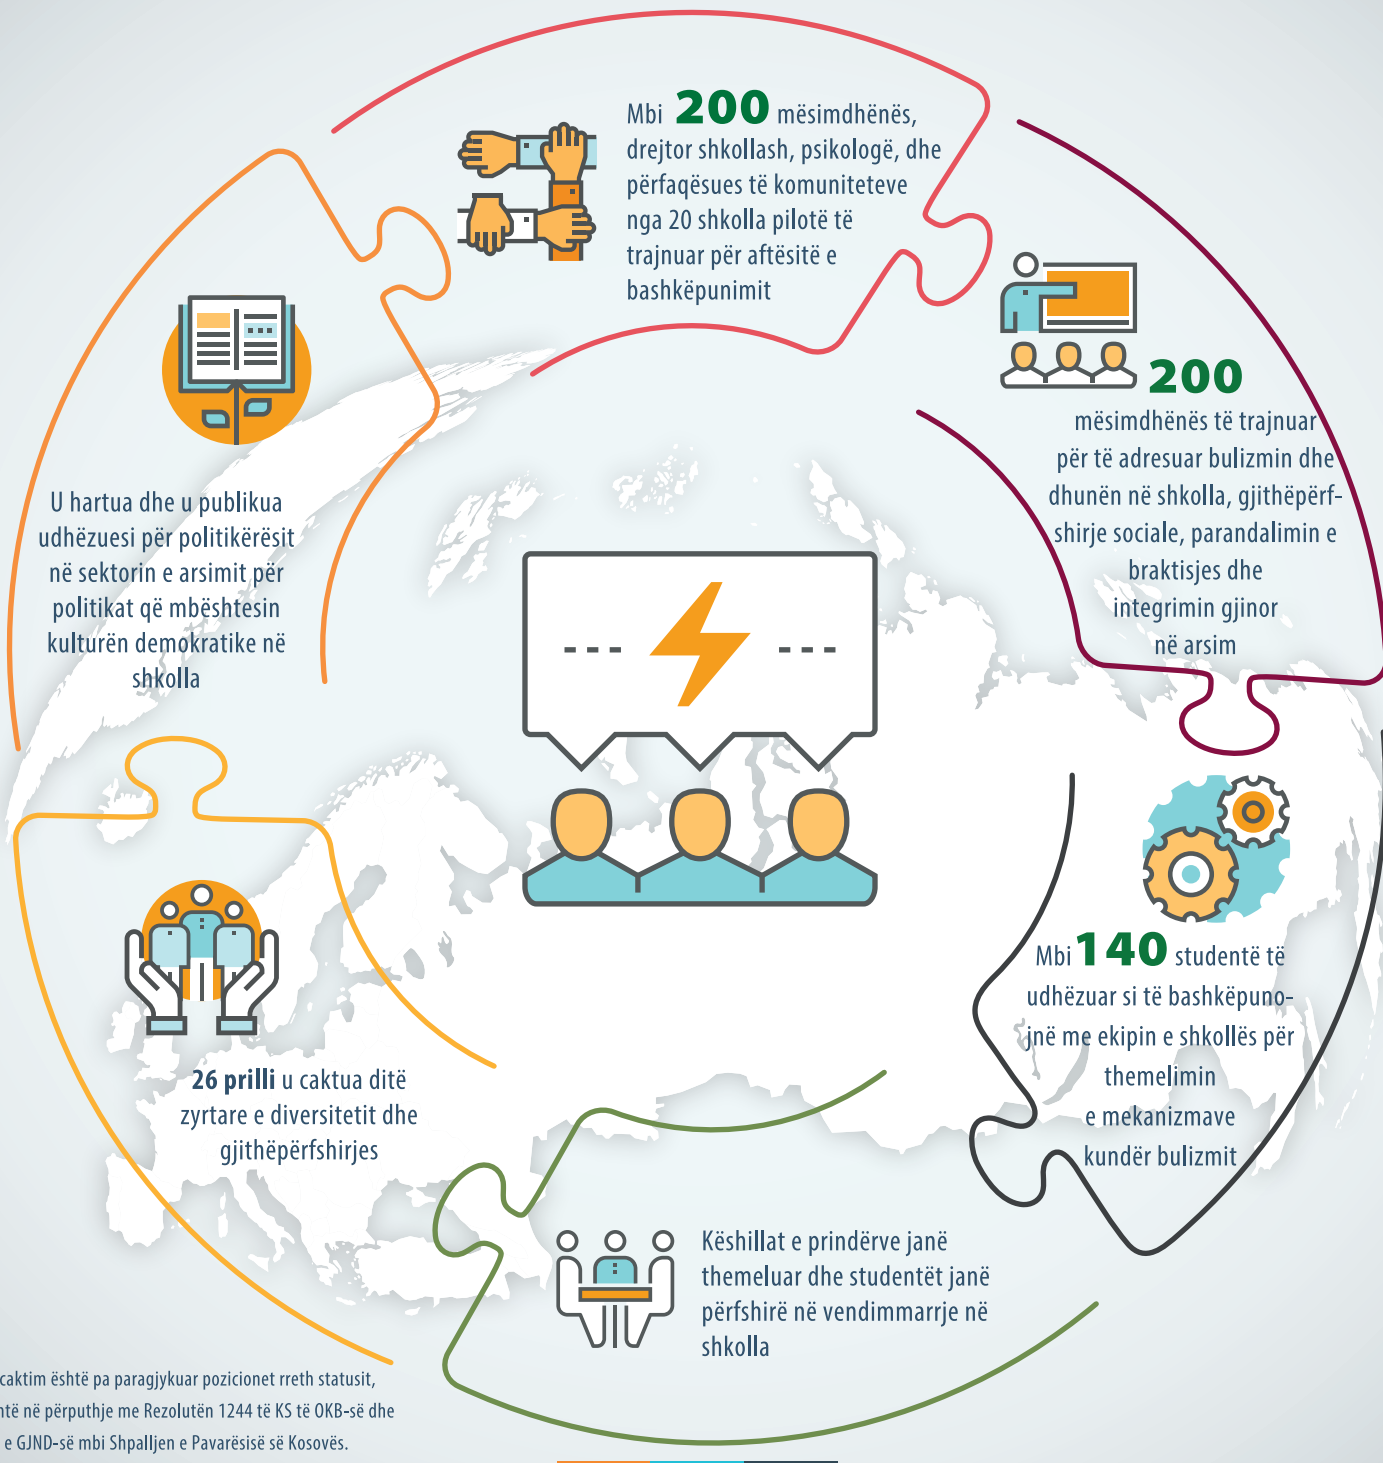 Mbi 200 mësimdhënës,
drejtor shkollash, psikologë, dhe
përfaqësues të komuniteteve
nga 20 shkolla pilotë të
trajnuar për aftësitë e
bashkëpunimit
200
mësimdhënës të trajnuar
për të adresuar bulizmin dhe
dhunën në shkolla, gjithëpërf-
shirje sociale, parandalimin e
braktisjes dhe
integrimin gjinor
në arsim
U hartua dhe u publikua
udhëzuesi për politikërësit
në sektorin e arsimit për
politikat që mbështesin
kulturën demokratike në
shkolla
Mbi 140 studentë të
udhëzuar si të bashkëpuno-
jnë me ekipin e shkollës për
themelimin
e mekanizmave
kundër bulizmit
26 prilli u caktua ditë
zyrtare e diversitetit dhe
gjithëpërfshirjes
Këshillat e prindërve janë
themeluar dhe studentët janë
përfshirë në vendimmarrje në
shkolla
caktim është pa paragjykuar pozicionet rreth statusit,
në përputhje me Rezolutën 1244 të KS të OKB-së dhe
e GJND-së mbi Shpalljen e Pavarësisë së Kosovës.